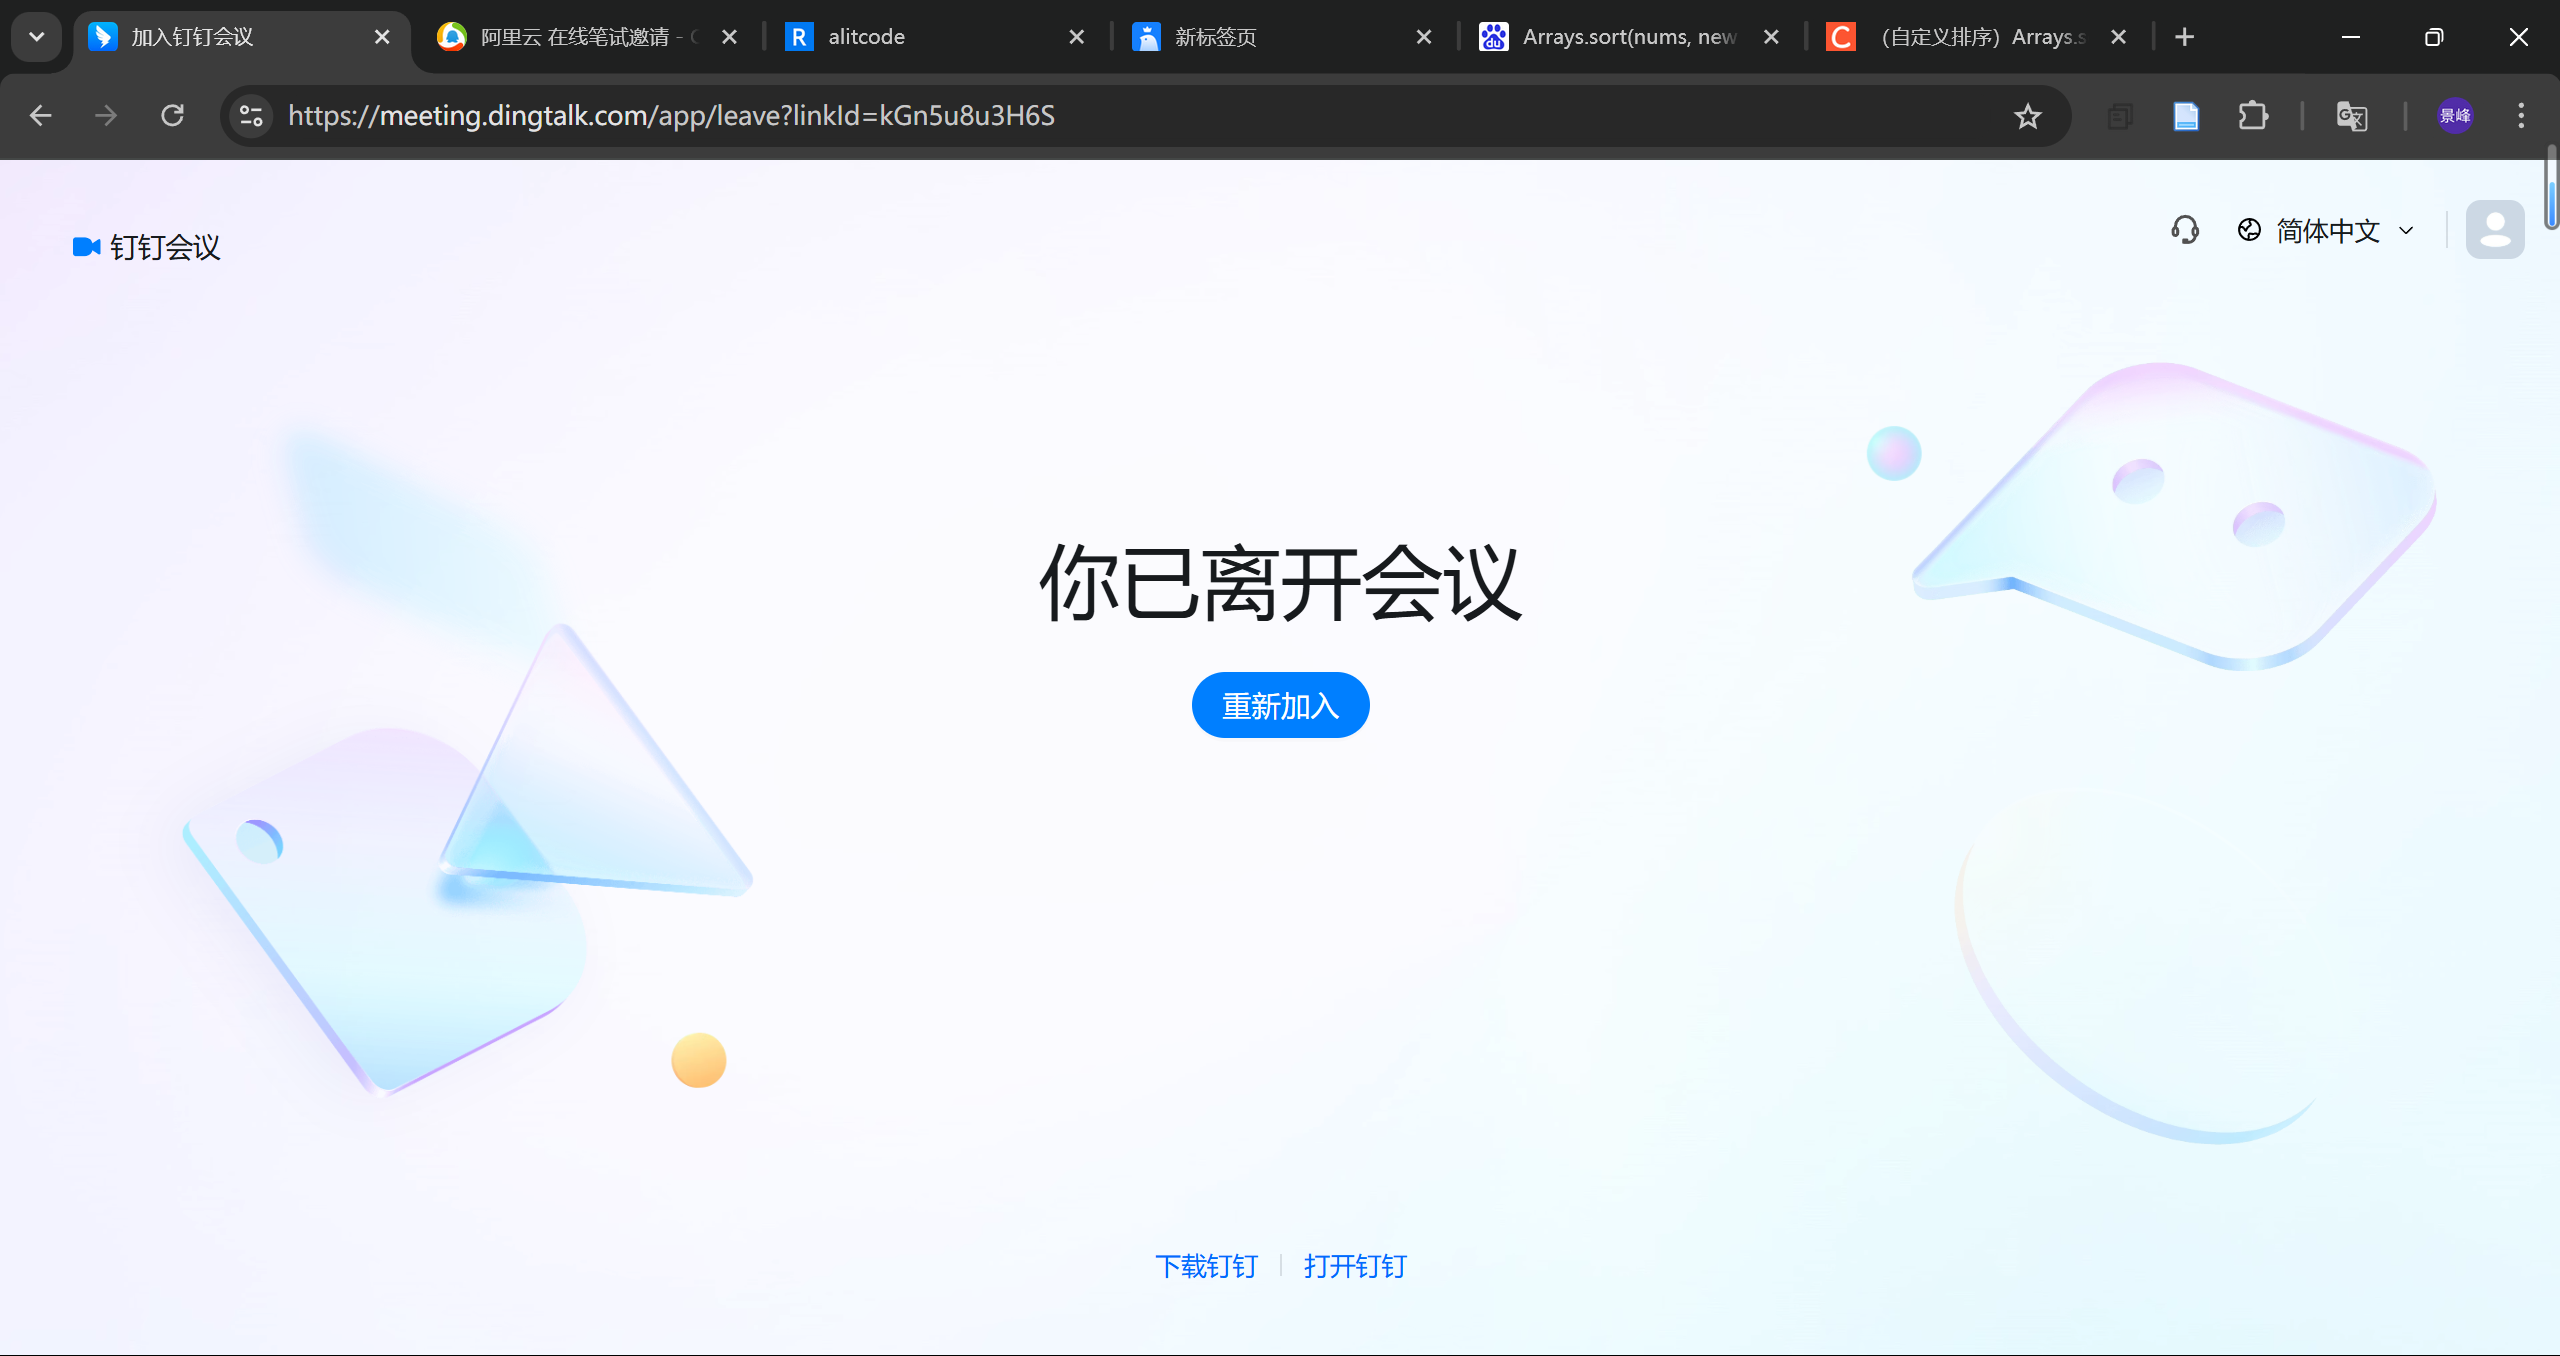 加入钉钉会议
阿里云 在线笔试邀请 -
alitcode
新标签页
Arrays.sort(nums, new
（自定义排序）Arrays.s
https://meeting.dingtalk.com/app/leave?linkId=kGn5u8u3H6S
景峰
钉钉会议
简体中文
你已离开会议
重新加入
下载钉钉
打开钉钉